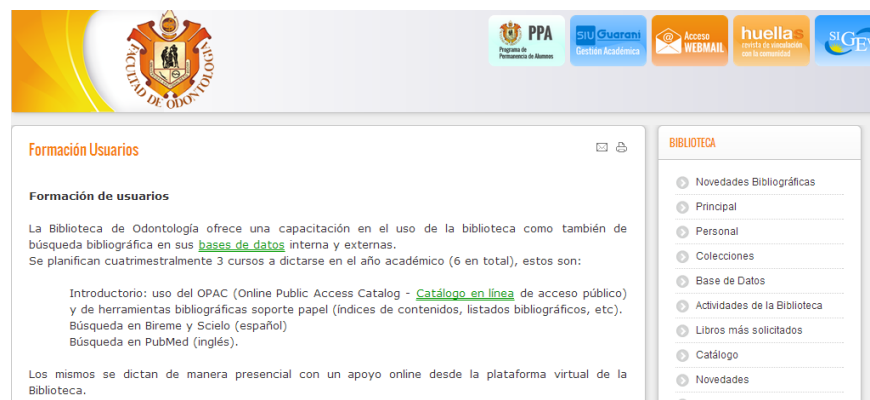 FACULTAD DE ODONTOLOGÍA
PPA
Programa de
Permanencia de Alumnos
SIU Guarani
Gestión Académica
Acceso
WEBMAIL
huellas
revista de vinculación
con la comunidad
Formación Usuarios
Formación de usuarios
La Biblioteca de Odontología ofrece una capacitación en el uso de la biblioteca como también de
búsqueda bibliográfica en sus bases de datos interna y externas.
Se planifican cuatrimestralmente 3 cursos a dictarse en el año académico (6 en total), estos son:
Introductorio: uso del OPAC (Online Public Access Catalog - Catálogo en línea de acceso público)
y de herramientas bibliográficas soporte papel (índices de contenidos, listados bibliográficos, etc).
Búsqueda en Bireme y Scielo (español)
Búsqueda en PubMed (inglés).
Los mismos se dictan de manera presencial con un apoyo online desde la plataforma virtual de la
Biblioteca.
BIBLIOTECA
Novedades Bibliográficas
Principal
Personal
Colecciones
Base de Datos
Actividades de la Biblioteca
Libros más solicitados
Catálogo
Novedades